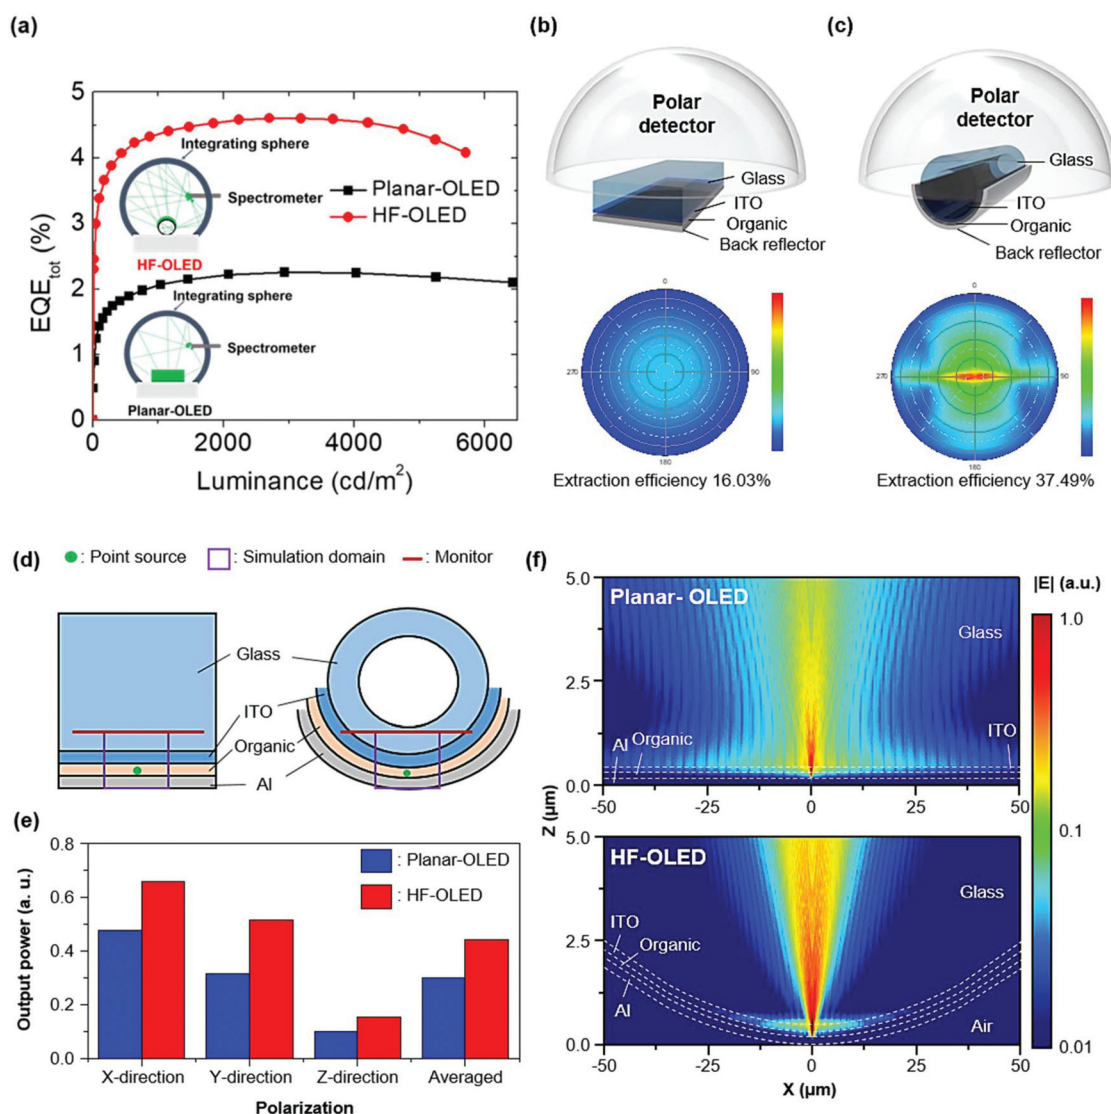 (a)
5
4
3
2
1
0
EQEtot (%)
0
2000
4000
6000
Luminance (cd/m²)
Integrating sphere
Spectrometer
HF-OLED
Planar-OLED
HF-OLED
Integrating sphere
Spectrometer
Planar-OLED
(b)
Polar
detector
Glass
ITO
Organic
Back reflector
0
90
180
270
Extraction efficiency 16.03%
(c)
Polar
detector
Glass
ITO
Organic
Back reflector
0
90
180
270
Extraction efficiency 37.49%
(d)
: Point source
: Simulation domain
: Monitor
Glass
ITO
Organic
Al
(e)
0.8
0.6
0.4
0.2
0.0
Output power (a. u.)
: Planar-OLED
: HF-OLED
X-direction
Y-direction
Z-direction
Averaged
Polarization
(f)
Planar- OLED
Glass
Al
Organic
ITO
5.0
2.5
0.0
-50
-25
0
25
50
Z (µm)
HF-OLED
Glass
ITO
Organic
Al
Air
5.0
2.5
0.0
-50
-25
0
25
50
X (µm)
|E| (a.u.)
1.0
0.1
0.01